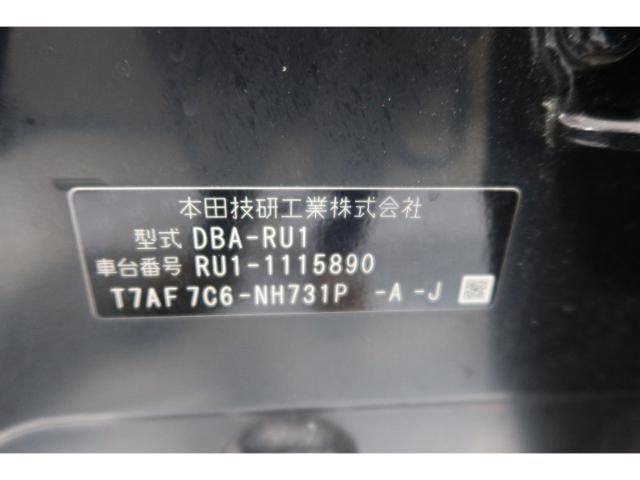 本田技研工業株式会社
型式 DBA-RU1
車台番号 RU1-1115890
T7AF 7C6-NH731P -A -J